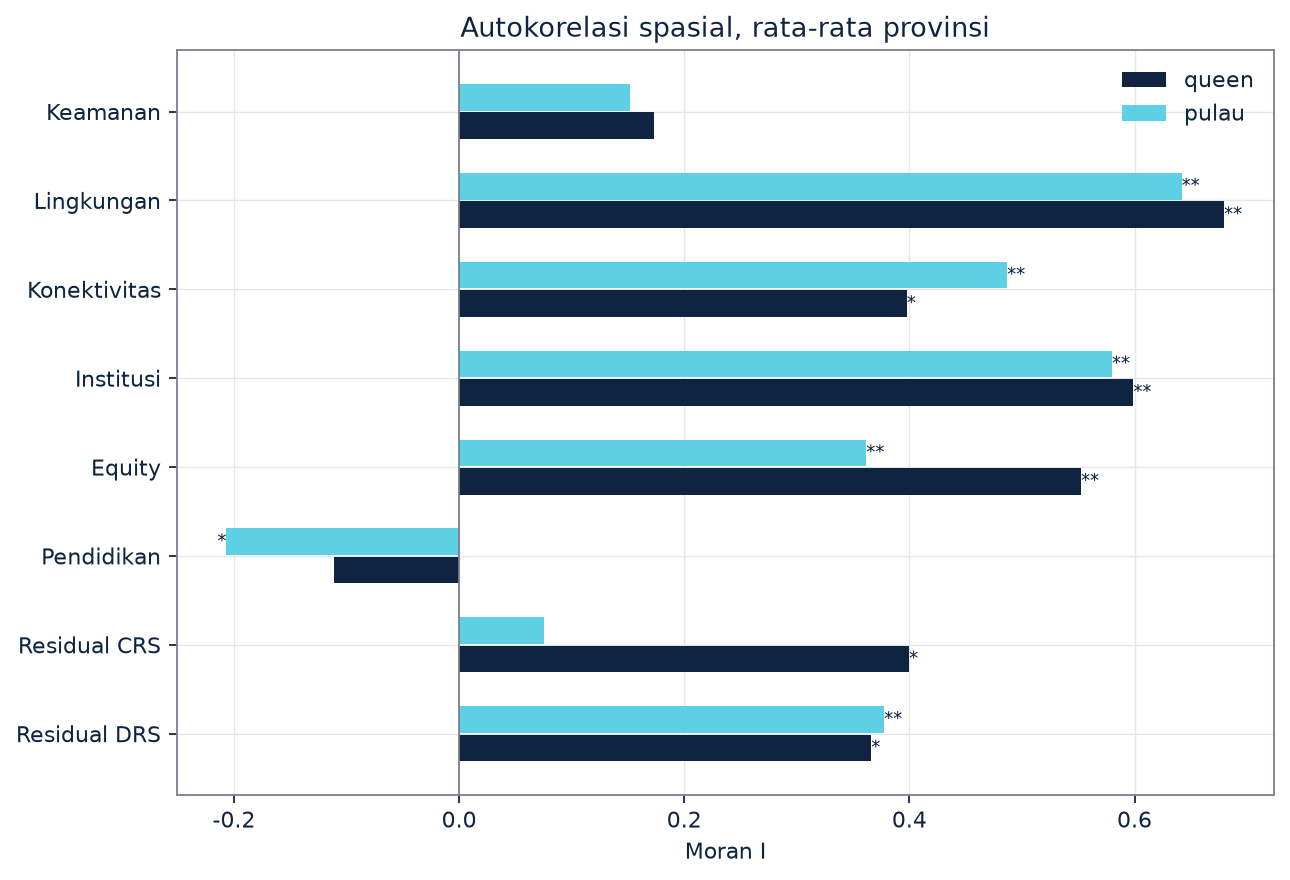 Autokorelasi spasial, rata-rata provinsi
queen
pulau
Keamanan
Lingkungan
**
**
Konektivitas
**
*
Institusi
**
**
Equity
**
**
Pendidikan
*
Residual CRS
*
Residual DRS
**
*
-0.2 0.0 0.2 0.4 0.6
Moran I